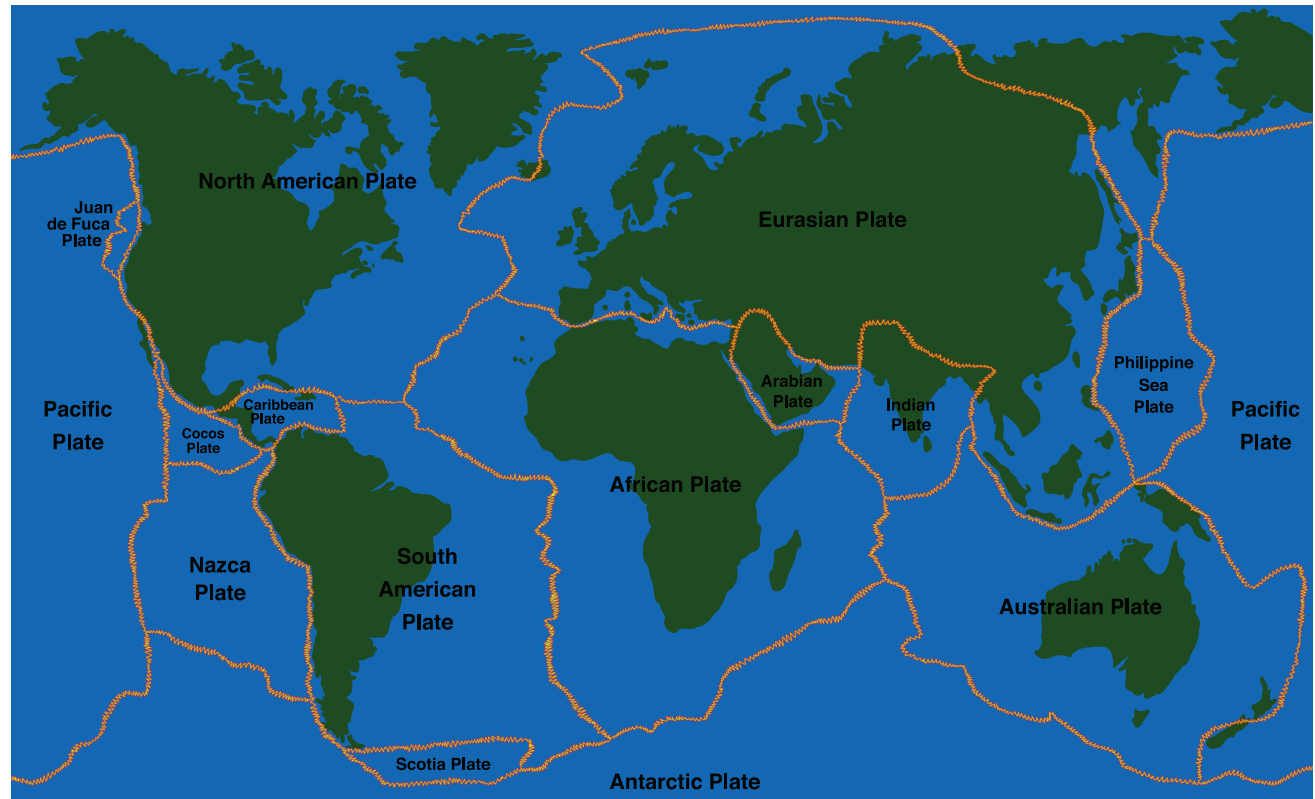 North American Plate
Juan
de Fuca
Plate
Eurasian Plate
Pacific
Plate
Caribbean
Plate
Cocos
Plate
Arabian
Plate
Indian
Plate
Philippine
Sea
Plate
Pacific
Plate
African Plate
Nazca
Plate
South
American
Plate
Australian Plate
Scotia Plate
Antarctic Plate